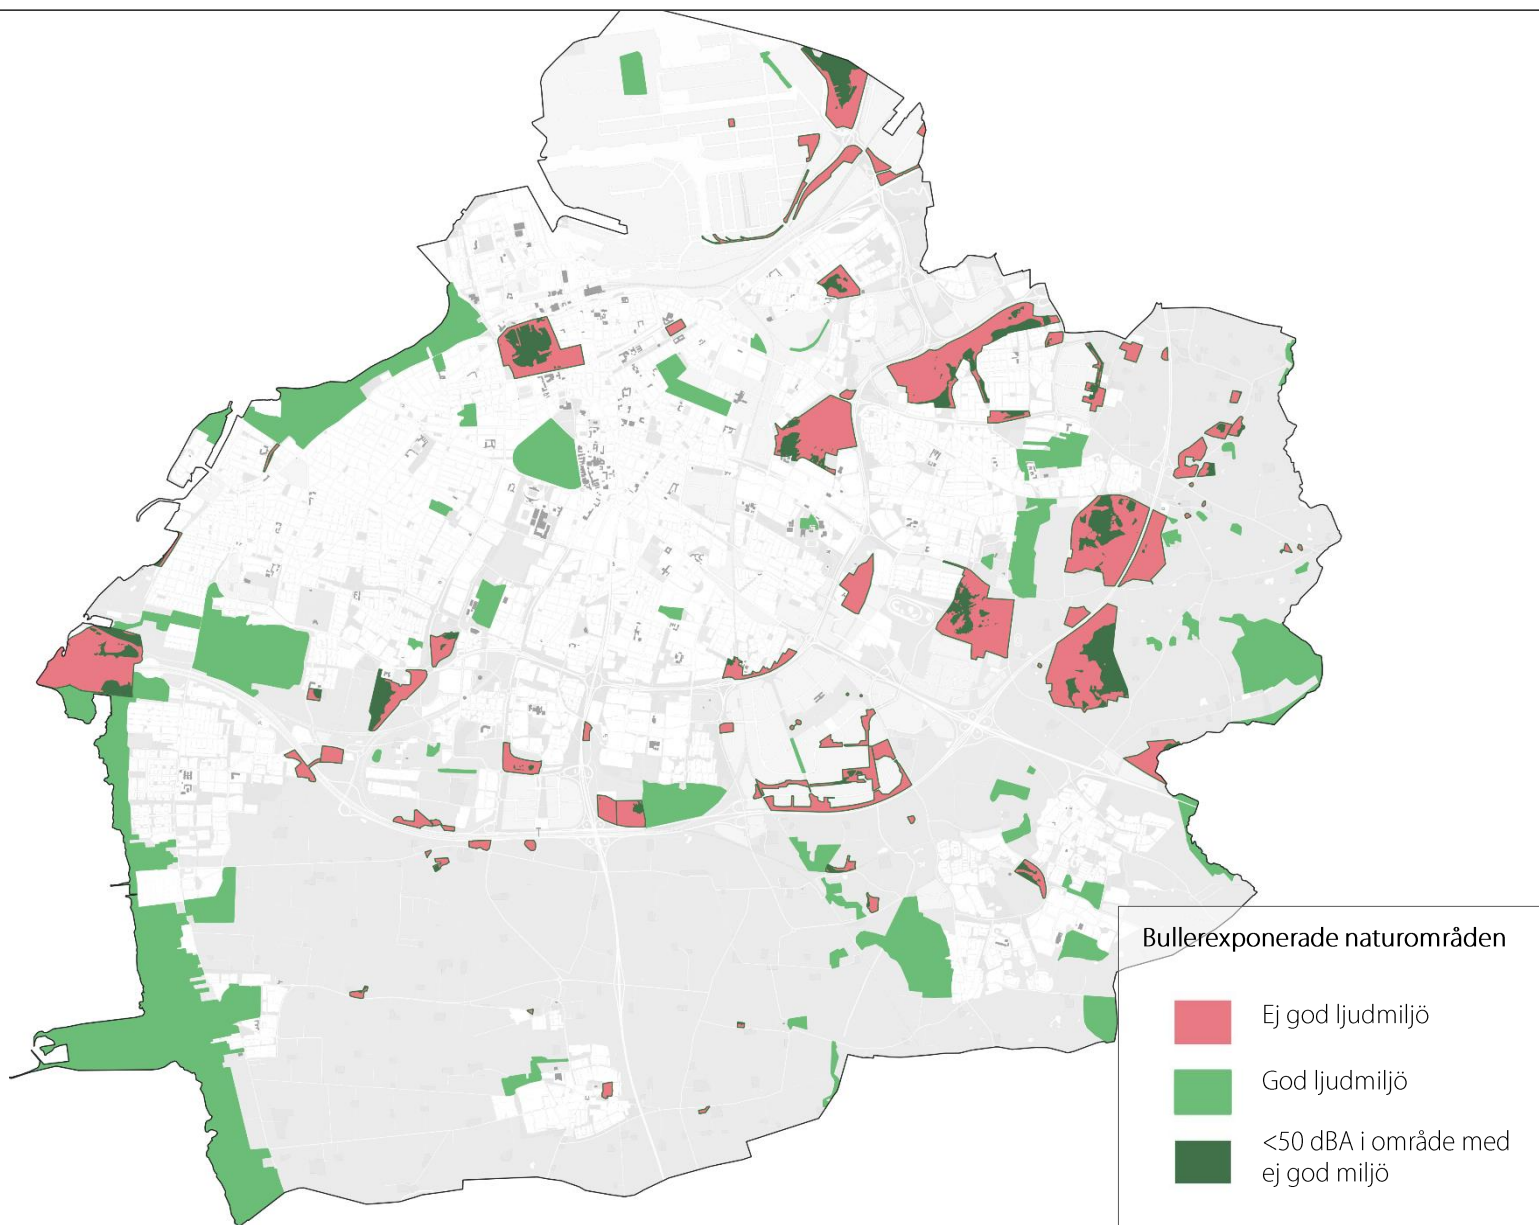 Bullerexponerade naturområden
Ej god ljudmiljö
God ljudmiljö
<50 dBA i område med
ej god miljö